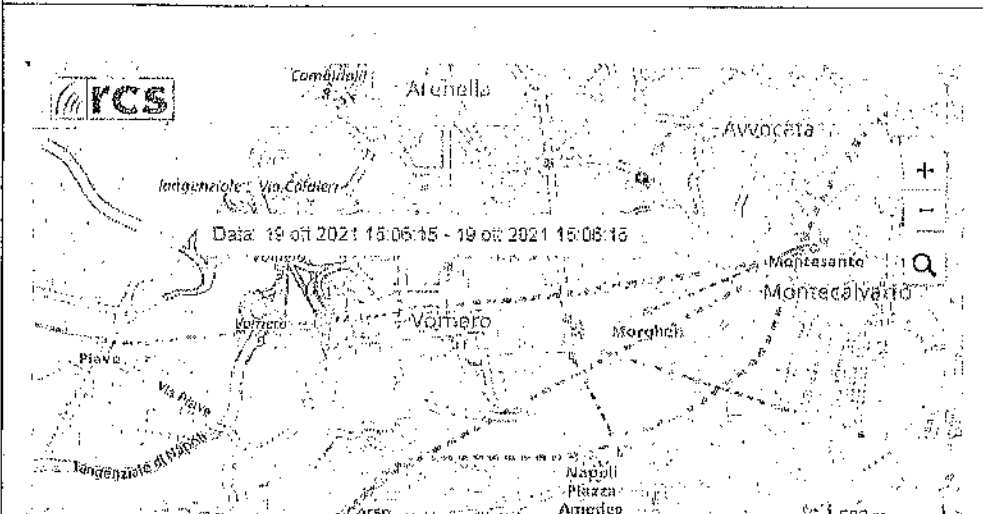 rcs
Arenella
Avvocata
Tangenziale: Via Caldieri
+
-
Data: 19 ott 2021 15:06:15 - 19 ott 2021 15:06:15
Vomero
Montesanto
Montecalvario
Vomero
Vomero
Morghen
Piave
Via Piave
Tangenziale di Napoli
Napoli
Piazza
Amedeo
Corso